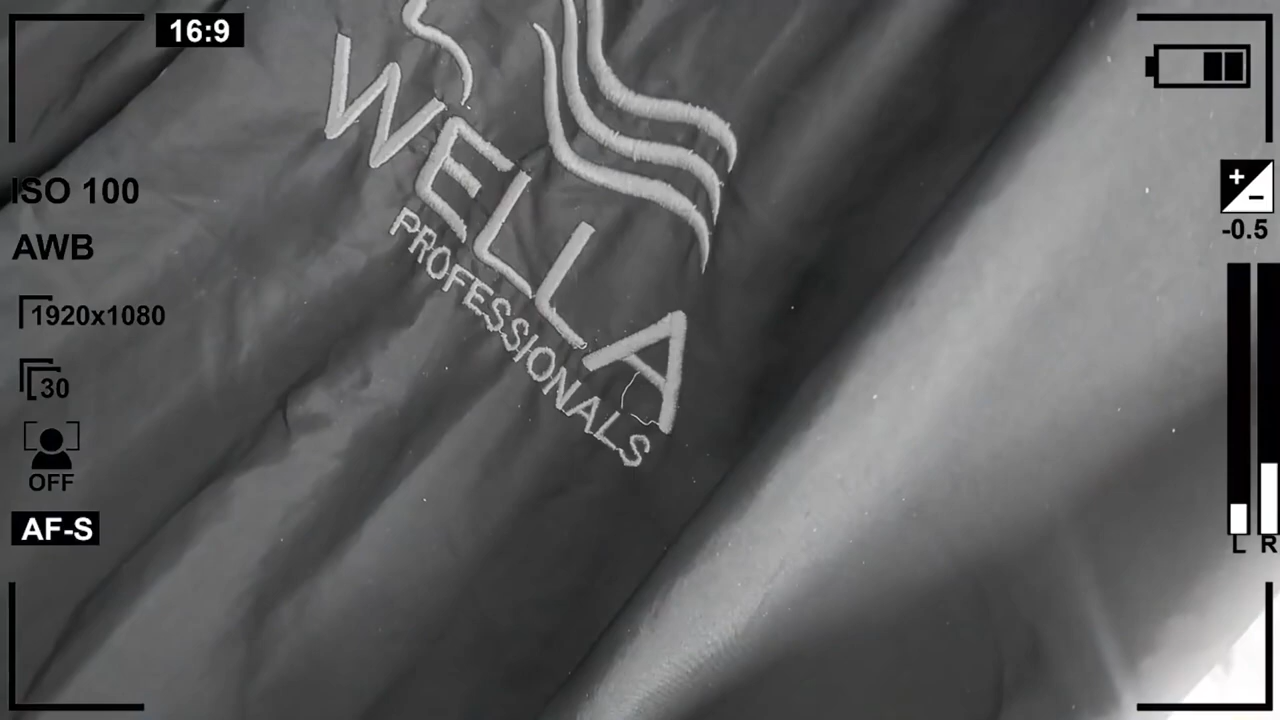 16:9
ISO 100
AWB
1920x1080
30
OFF
AF-S
WELLA
PROFESSIONALS
+
-
-0.5
L R